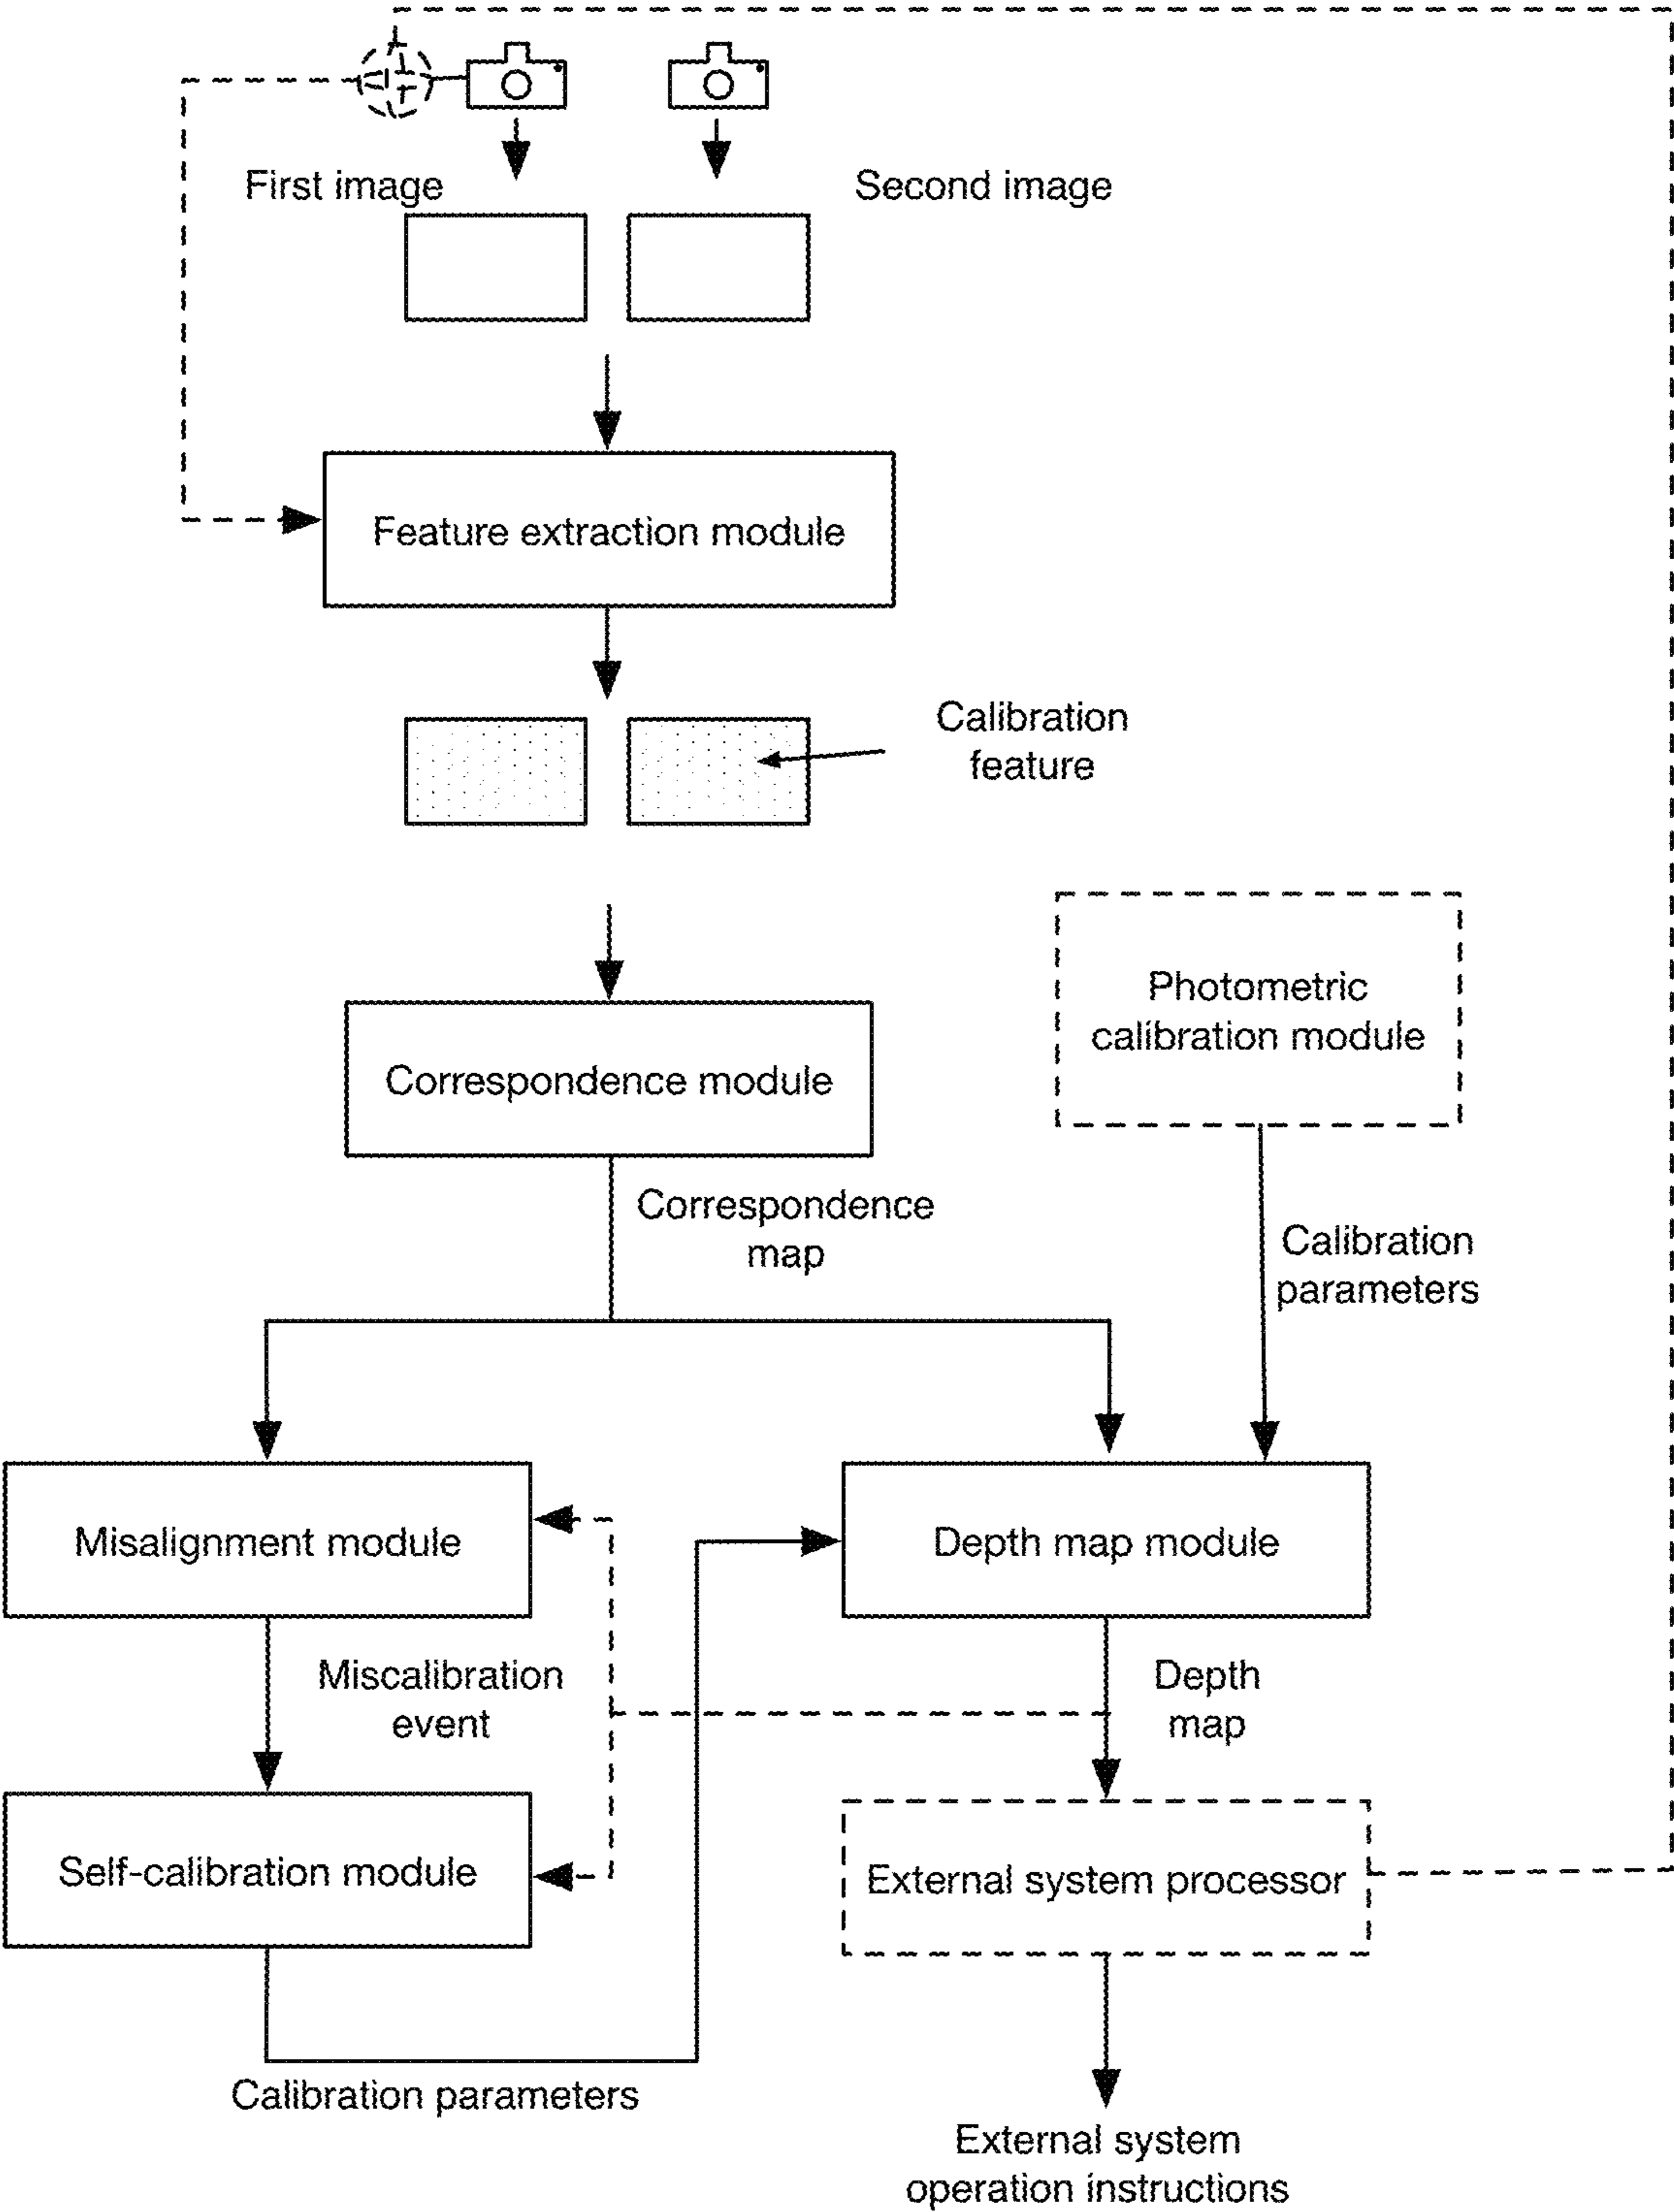 First image
Second image
Feature extraction module
Calibration
feature
Photometric
calibration module
Correspondence module
Correspondence
map
Calibration
parameters
Misalignment module
Depth map module
Miscalibration
event
Depth
map
Self-calibration module
External system processor
Calibration parameters
External system
operation instructions